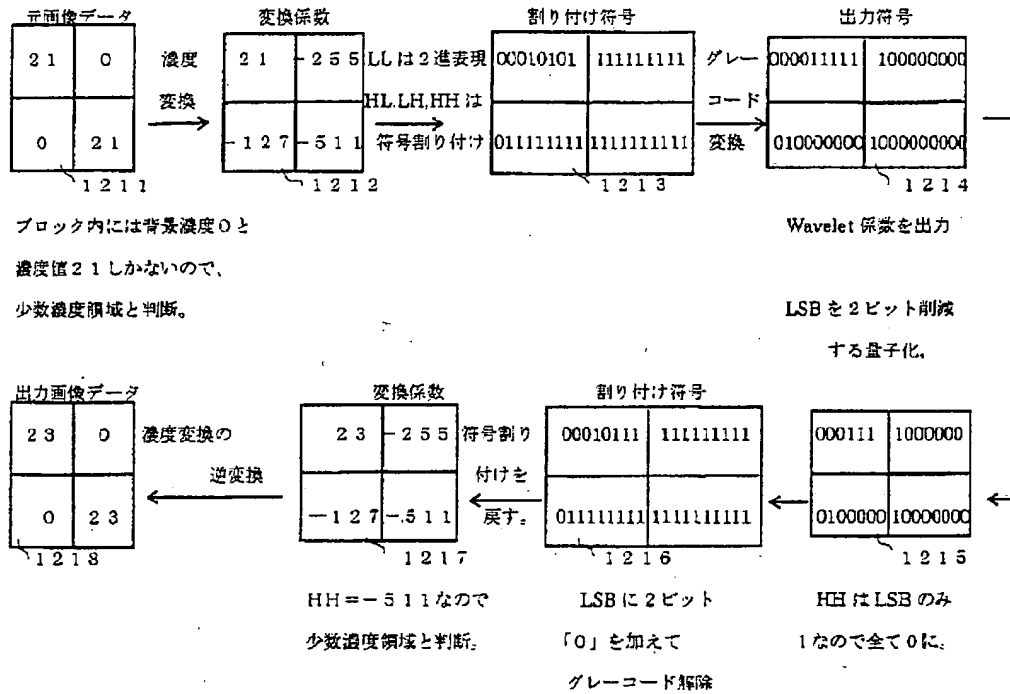 元画像データ
21 0
0 21
1211
ブロック内には背景濃度0と
濃度値21しかないので、
少数濃度領域と判断。
濃度
変換
変換係数
21 -255
-127 -511
1212
LLは2進表現
HL.LH,HHは
符号割り付け
割り付け符号
00010101 111111111
011111111 1111111111
1213
グレー
コード
変換
出力符号
000011111 100000000
010000000 1000000000
1214
Wavelet 係数を出力
LSBを2ビット削減
する量子化。
000111 1000000
0100000 10000000
1215
HHはLSBのみ
1なので全て0に。
割り付け符号
00010111 111111111
011111111 1111111111
1216
LSBに2ビット
「0」を加えて
グレーコード解除
符号割り
付けを
戻す。
変換係数
23 -255
-127 -.511
1217
HH=-511なので
少数濃度領域と判断。
濃度変換の
逆変換
出力画像データ
23 0
0 23
1218